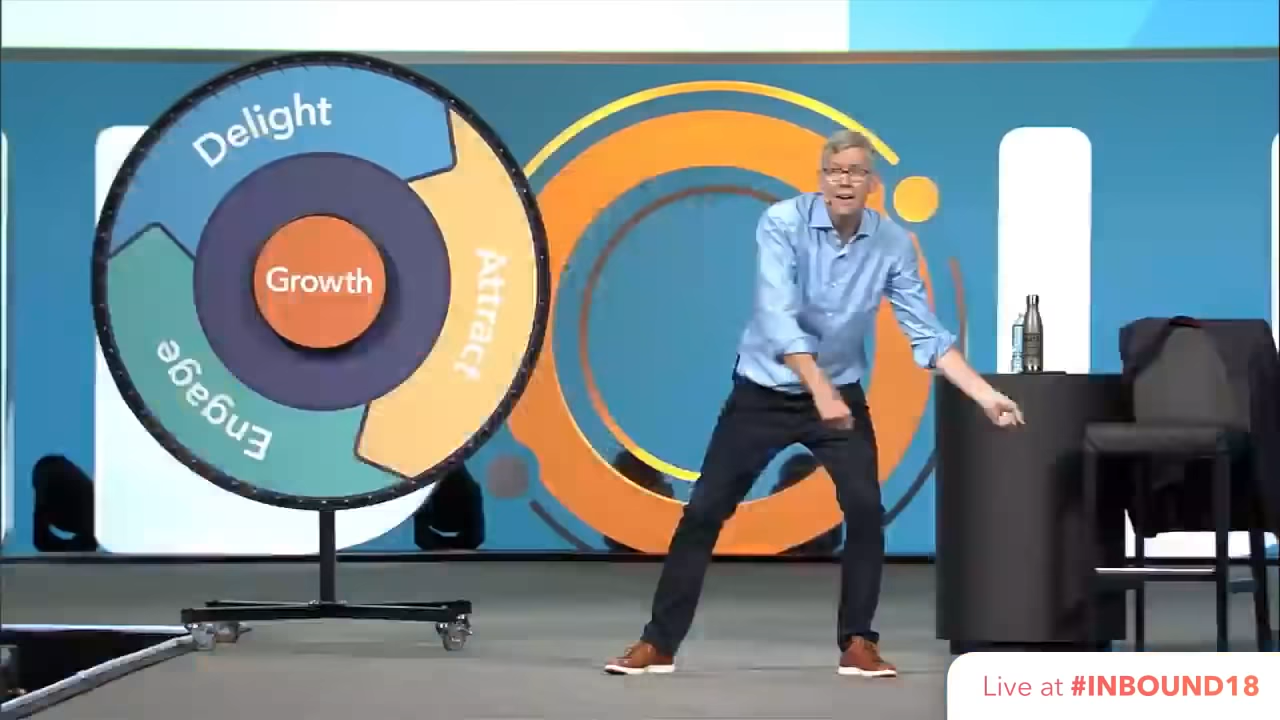 Delight
Growth
Attract
Engage
Live at #INBOUND18